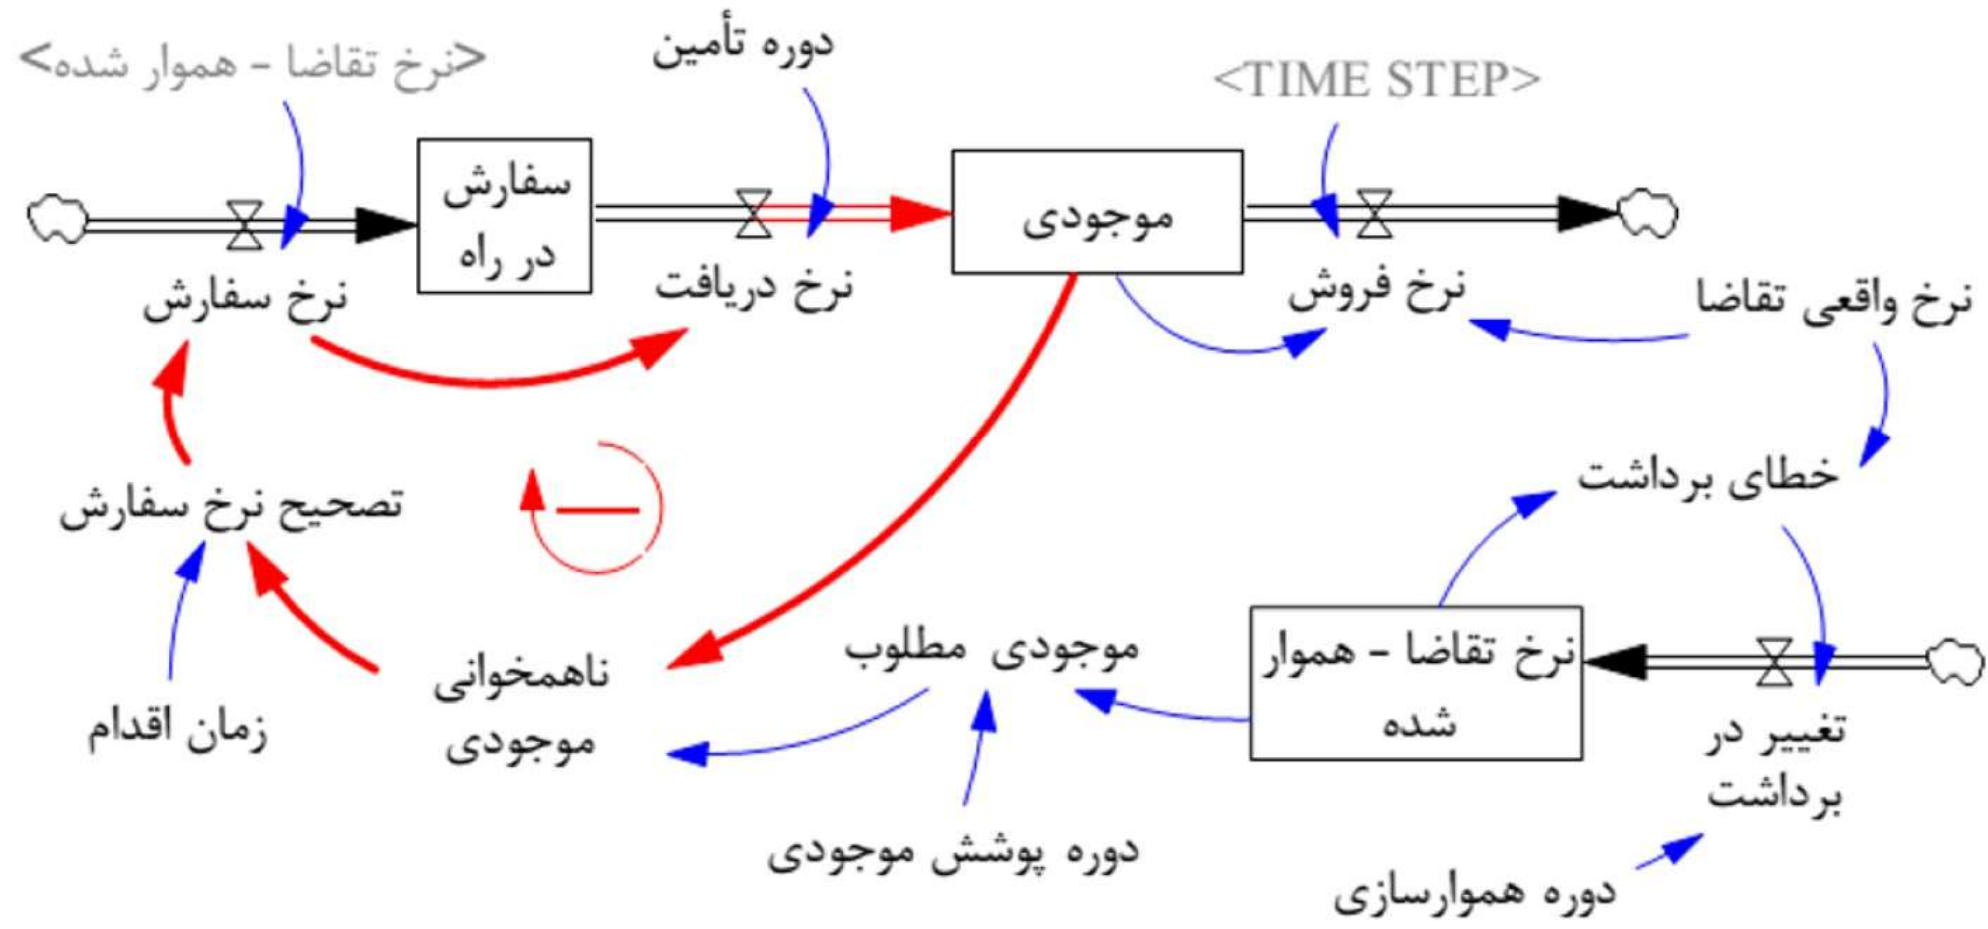 <نرخ تقاضا - هموار شده>
دوره تأمین
<TIME STEP>
سفارش
در راه
موجودی
نرخ سفارش
نرخ دریافت
نرخ فروش
نرخ واقعی تقاضا
تصحیح نرخ سفارش
خطای برداشت
زمان اقدام
ناهمخوانی
موجودی
موجودی مطلوب
نرخ تقاضا - هموار
شده
تغییر در
برداشت
دوره پوشش موجودی
دوره هموارسازی